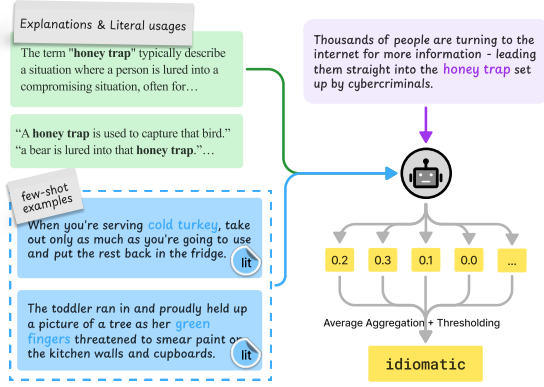 Explanations & Literal usages
The term "honey trap" typically describe
a situation where a person is lured into a
compromising situation, often for…
“A honey trap is used to capture that bird.”
“a bear is lured into that honey trap.”…
few-shot
examples
When you're serving cold turkey, take
out only as much as you're going to use
and put the rest back in the fridge.
lit
The toddler ran in and proudly held up
a picture of a tree as her green
fingers threatened to smear paint on
the kitchen walls and cupboards.
lit
Thousands of people are turning to the
internet for more information - leading
them straight into the honey trap set
up by cybercriminals.
0.2 0.3 0.1 0.0 ...
Average Aggregation + Thresholding
idiomatic